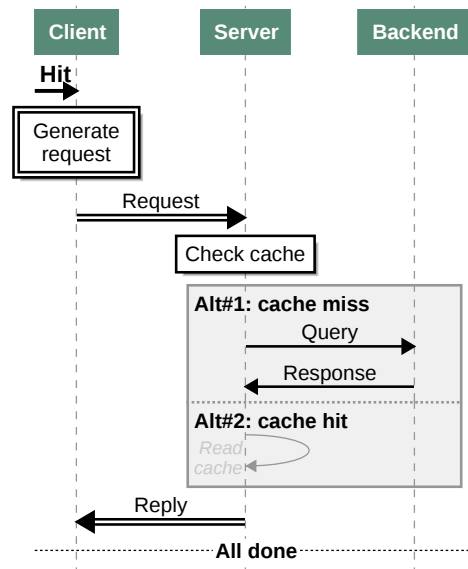 Client Server Backend
Hit
Generate
request
Request
Check cache
Alt#1: cache miss
Query
Response
Alt#2: cache hit
Read
cache
Reply
All done